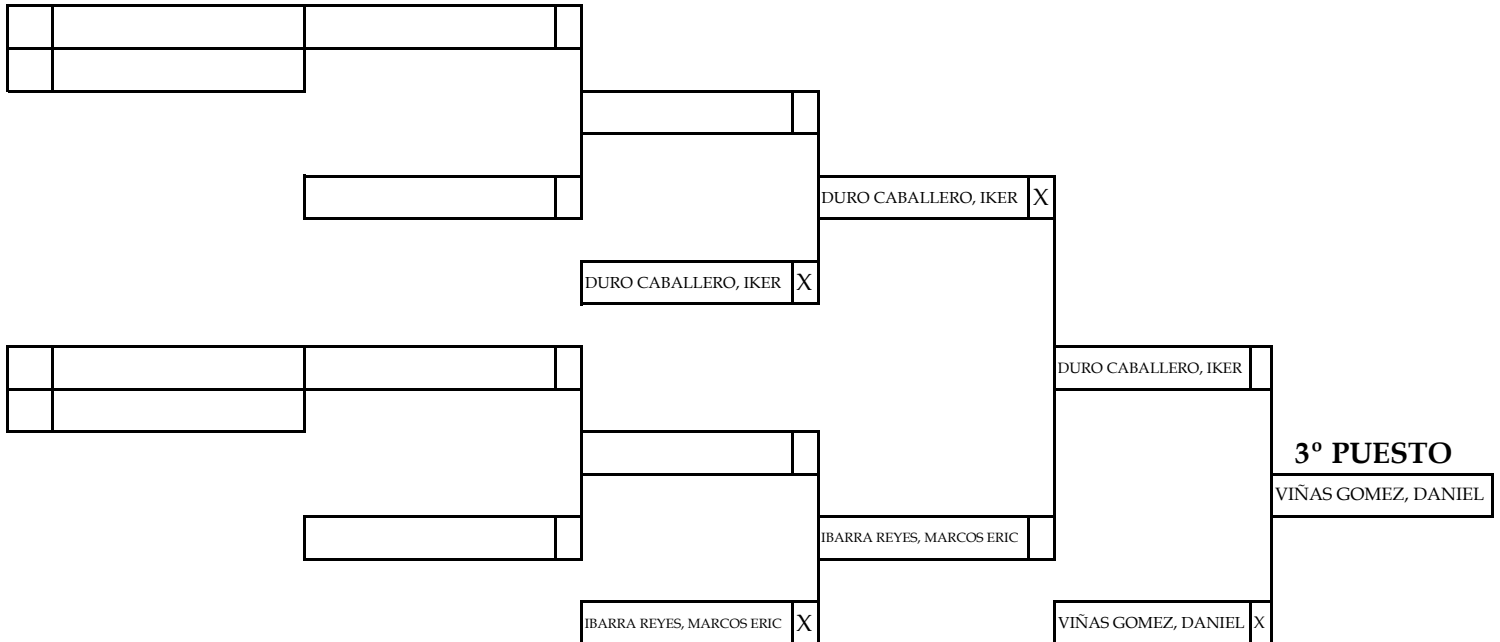 DURO CABALLERO, IKER X
DURO CABALLERO, IKER X
DURO CABALLERO, IKER
3º PUESTO
VIÑAS GOMEZ, DANIEL
IBARRA REYES, MARCOS ERIC
IBARRA REYES, MARCOS ERIC X
VIÑAS GOMEZ, DANIEL X